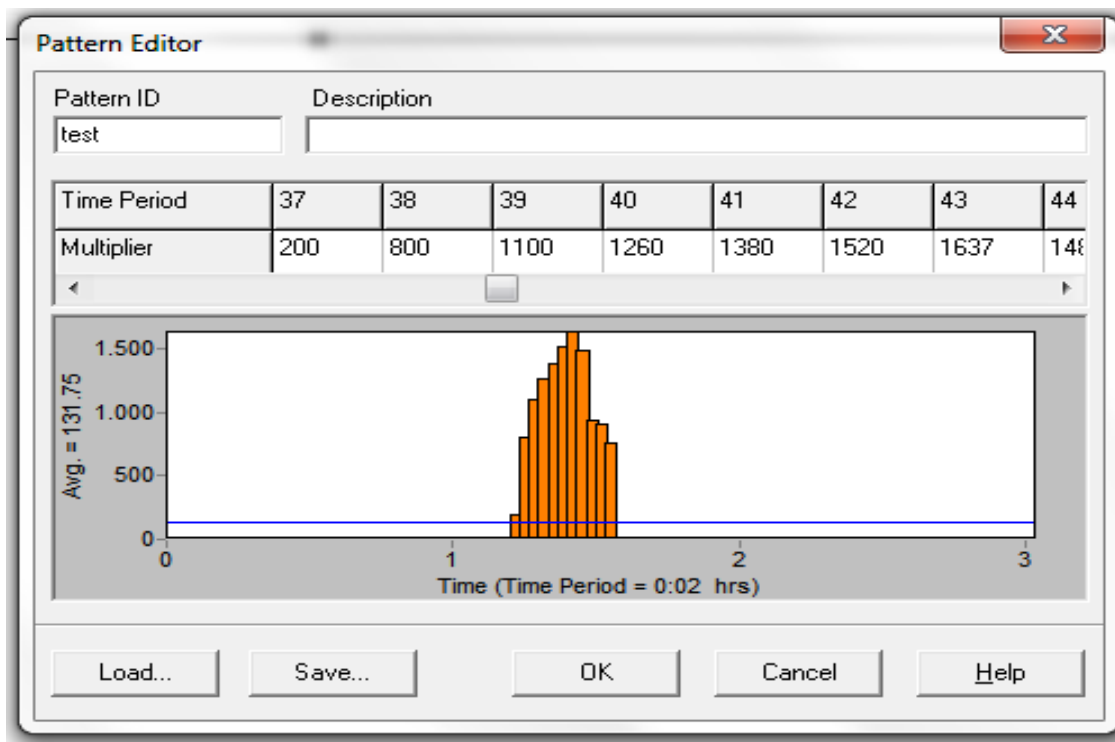 Pattern Editor
Pattern ID Description
test
Time Period 37 38 39 40 41 42 43 44
Multiplier 200 800 1100 1260 1380 1520 1637
Avg. = 131.75
1.500
1.000
500
0
0 1 2 3
Time (Time Period = 0:02 hrs)
Load... Save... OK Cancel Help